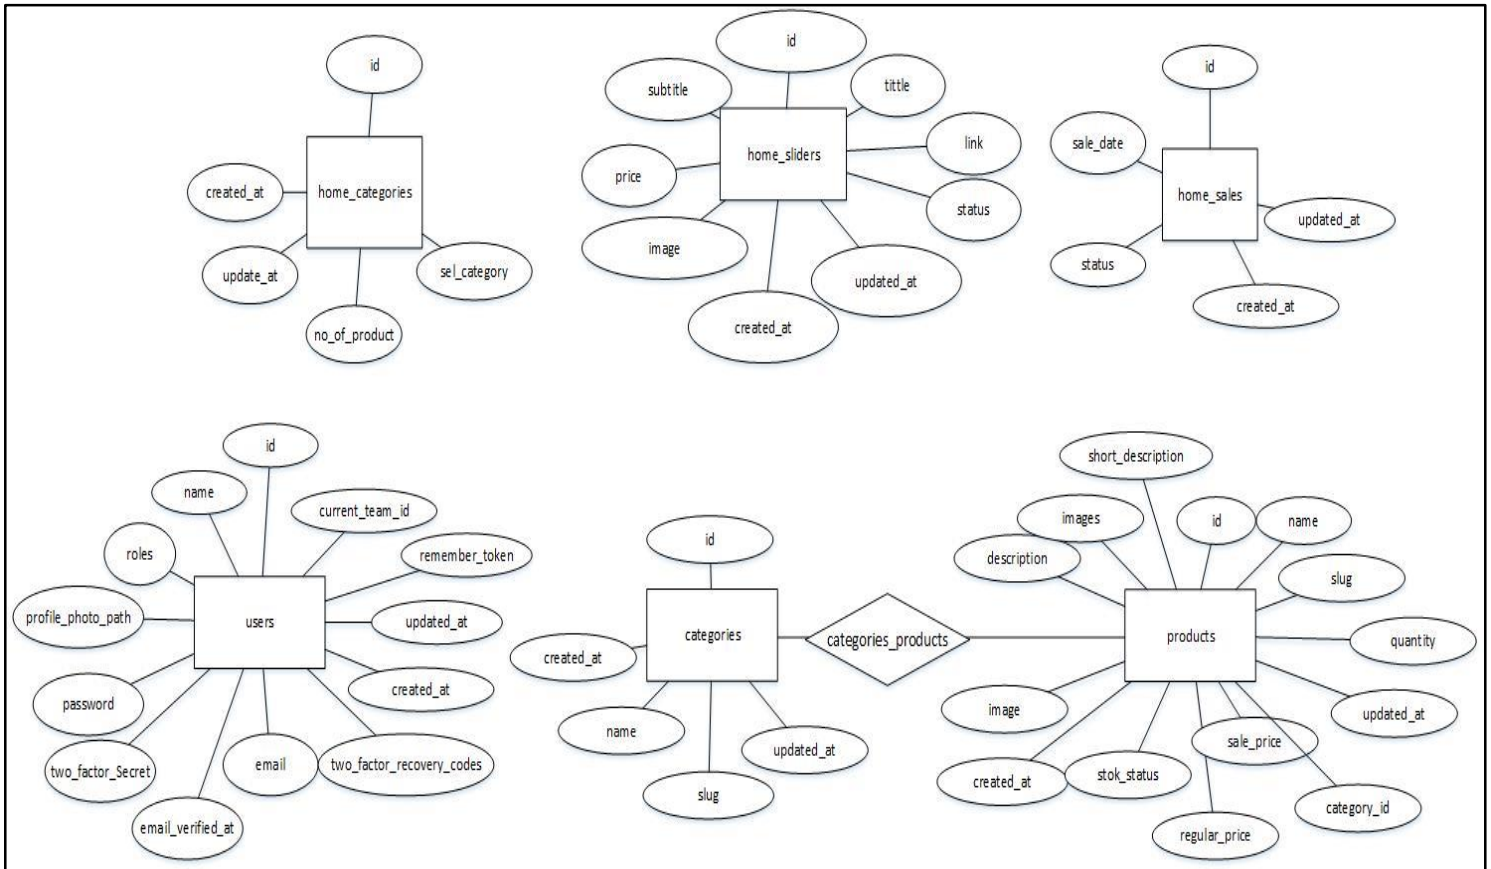 id
created_at
home_categories
update_at
sel_category
no_of_product
id
subtitle
tittle
home_sliders
link
price
status
image
updated_at
created_at
id
sale_date
home_sales
updated_at
status
created_at
id
name
current_team_id
roles
remember_token
profile_photo_path
users
updated_at
password
created_at
two_factor_Secret
email
two_factor_recovery_codes
email_verified_at
id
categories
created_at
name
updated_at
slug
categories_products
short_description
images
id
name
description
slug
products
quantity
image
updated_at
sale_price
created_at
stok_status
category_id
regular_price